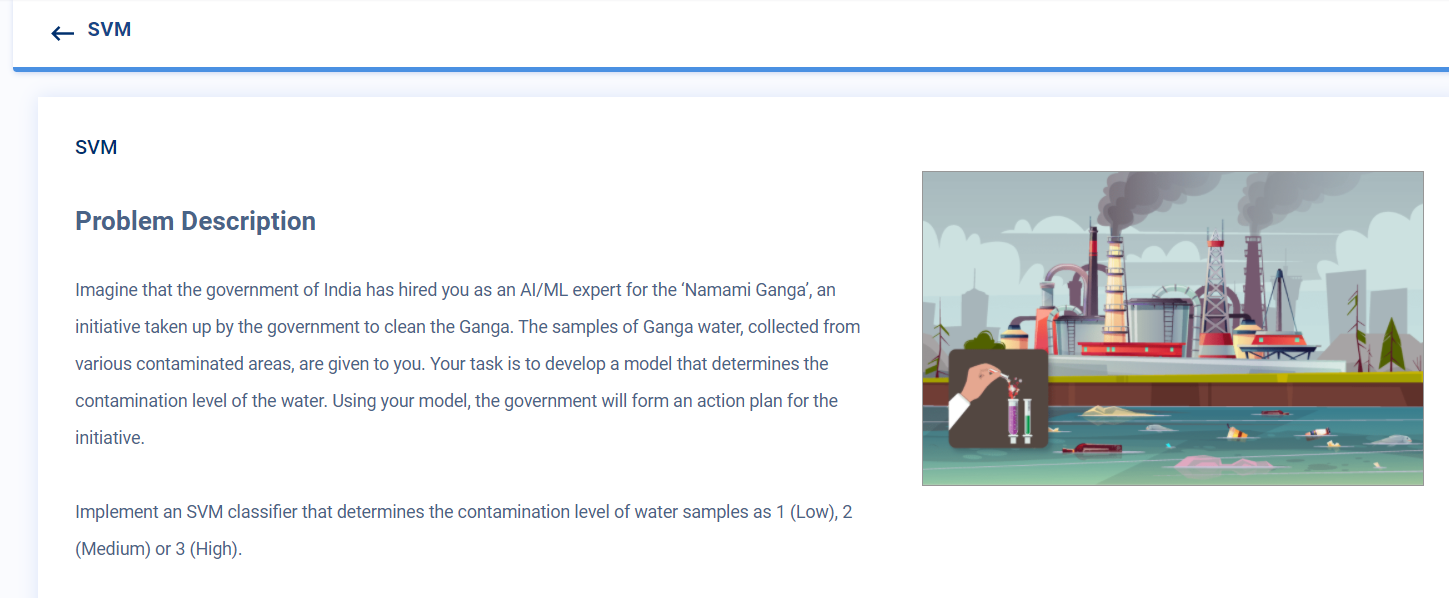 SVM
SVM
Problem Description
Imagine that the government of India has hired you as an AI/ML expert for the ‘Namami Ganga’, an
initiative taken up by the government to clean the Ganga. The samples of Ganga water, collected from
various contaminated areas, are given to you. Your task is to develop a model that determines the
contamination level of the water. Using your model, the government will form an action plan for the
initiative.
Implement an SVM classifier that determines the contamination level of water samples as 1 (Low), 2
(Medium) or 3 (High).